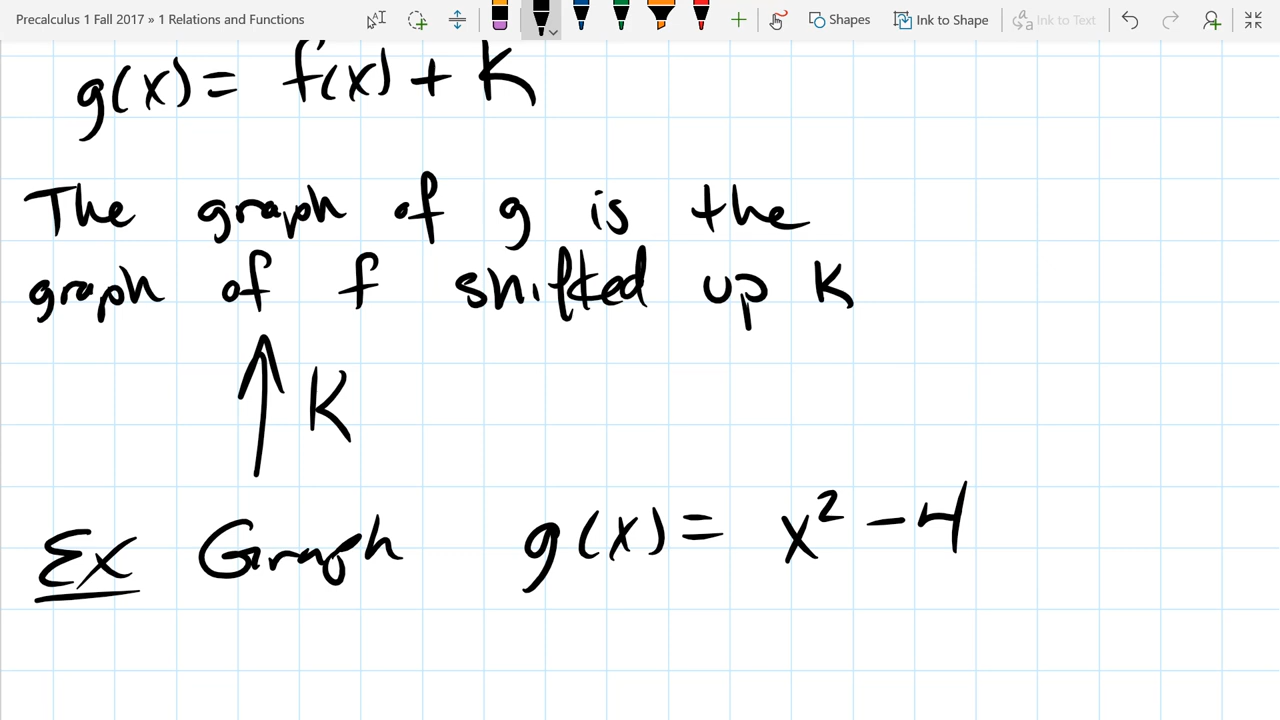 Precalculus 1 Fall 2017 » 1 Relations and Functions
Shapes
Ink to Shape
Ink to Text
g(x) = f(x) + K
The graph of g is the
graph of f shifted up K
K
Ex Graph g(x) = x² - 4